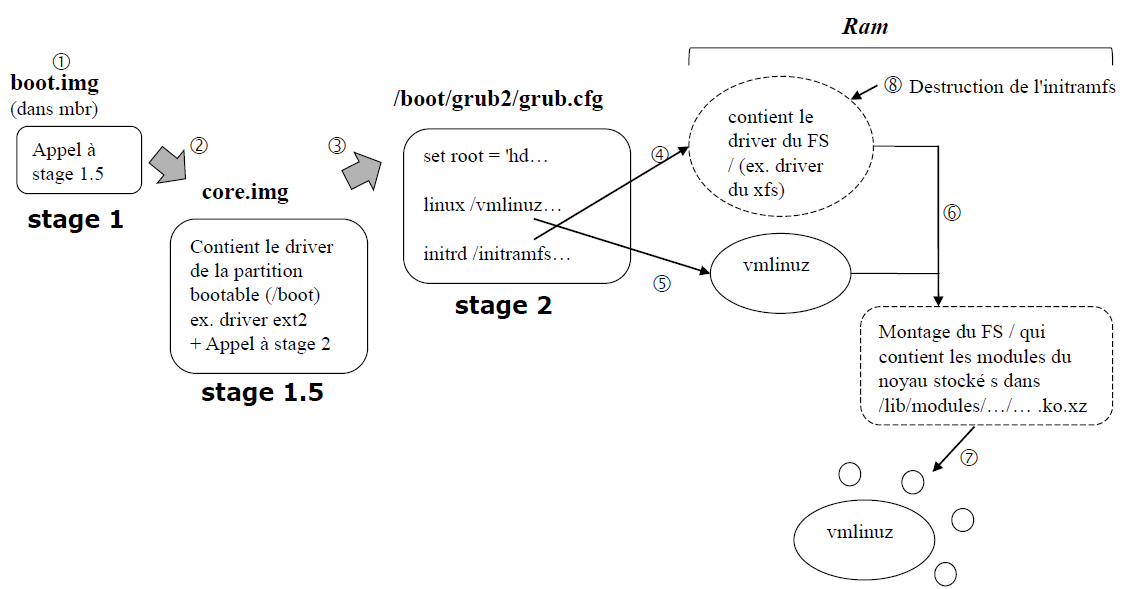 Ram
①
boot.img
(dans mbr)
Appel à
stage 1.5
stage 1
②
core.img
Contient le driver
de la partition
bootable (/boot)
ex. driver ext2
+ Appel à stage 2
stage 1.5
③
/boot/grub2/grub.cfg
set root = 'hd…
linux /vmlinuz…
initrd /initramfs…
stage 2
④
⑤
contient le
driver du FS
/ (ex. driver
du xfs)
⑧ Destruction de l'initramfs
vmlinuz
⑥
Montage du FS / qui
contient les modules du
noyau stocké s dans
/lib/modules/…/… .ko.xz
⑦
vmlinuz